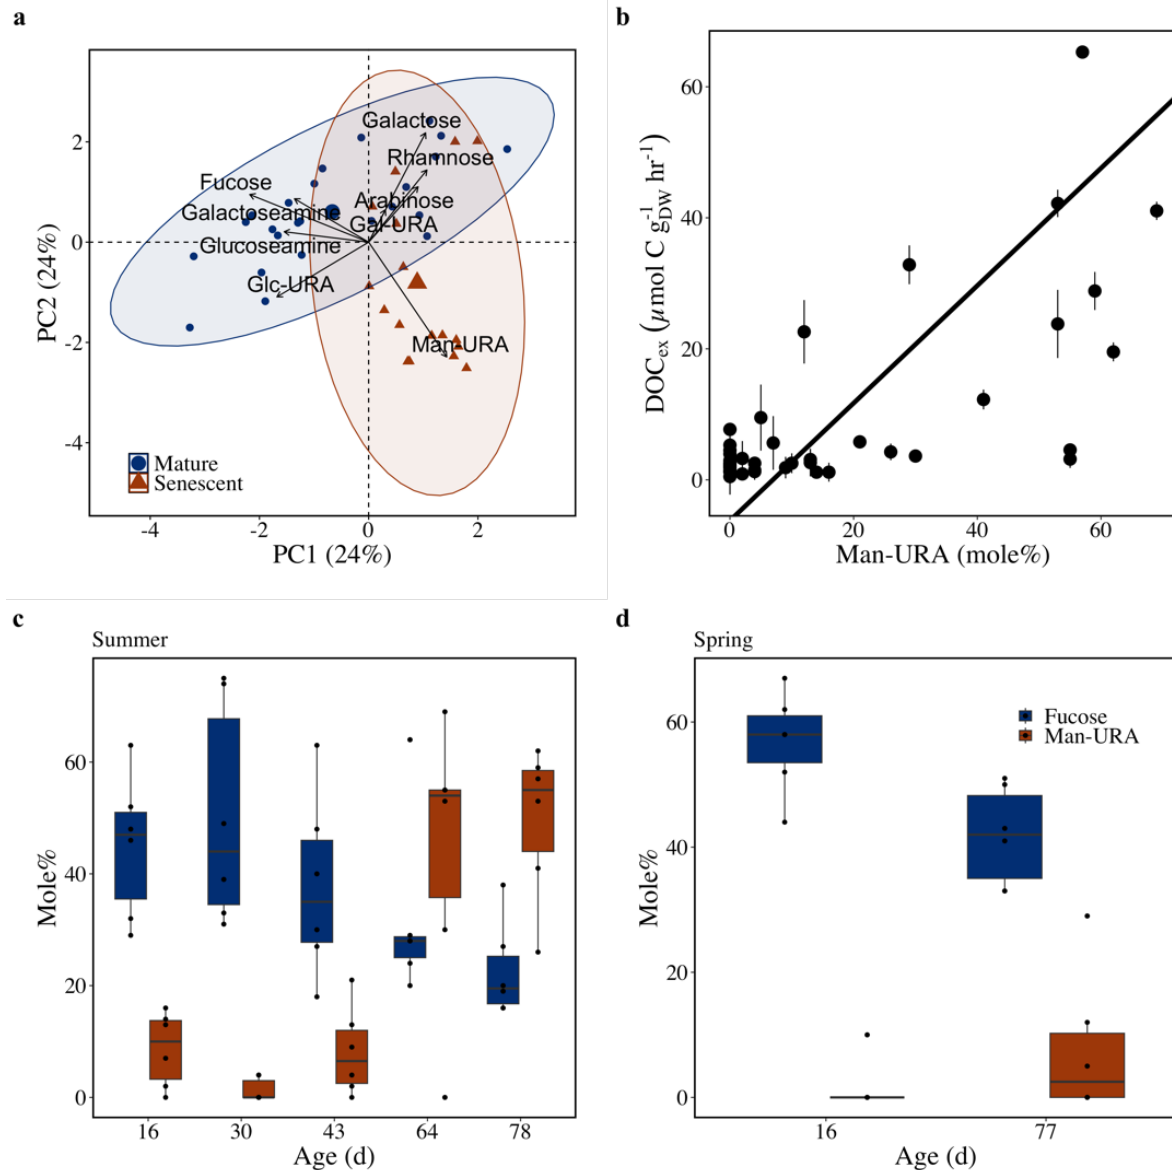 a
PC2 (24%)
2
0
-2
-4
Galactose
Rhamnose
Fucose
Arabinose
Galactoseamine
Gal-URA
Glucoseamine
Glc-URA
Man-URA
Mature
Senescent
-4
-2
0
2
PC1 (24%)
b
DOCex (µmol C g-1DW hr-1)
60
40
20
0
0
20
40
60
Man-URA (mole%)
c
Summer
Mole%
60
40
20
0
16
30
43
64
78
Age (d)
d
Spring
Mole%
60
40
20
0
Fucose
Man-URA
16
77
Age (d)